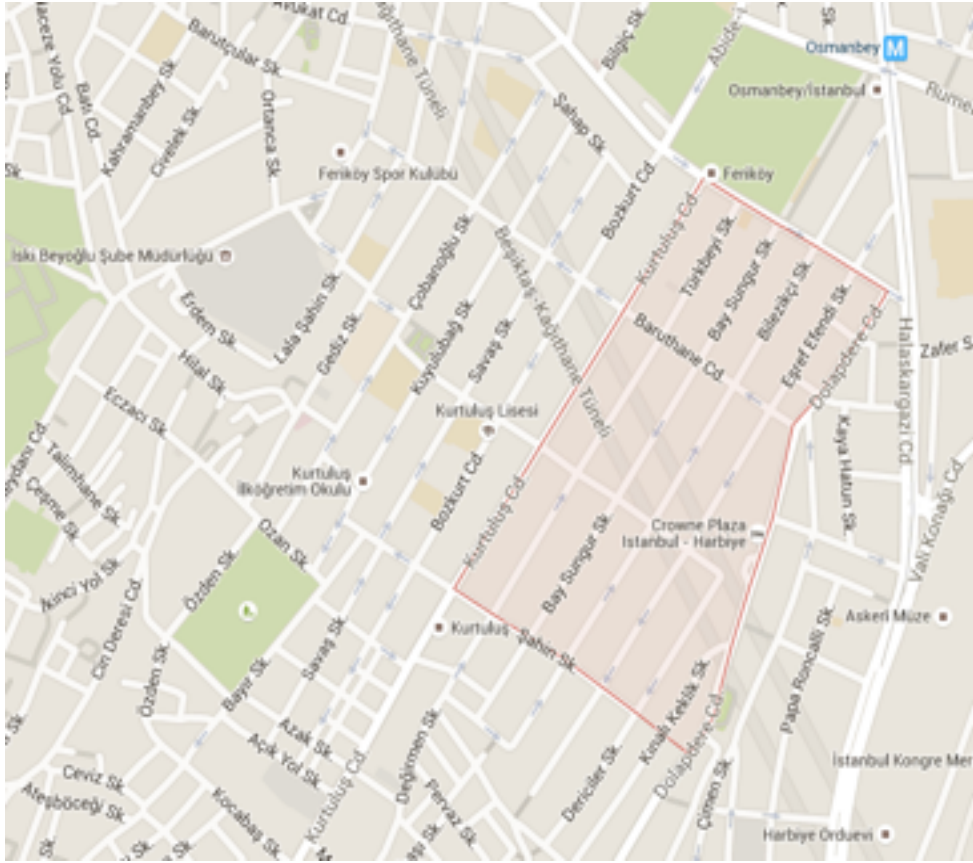 Avukat Cd.
Barutçular Sk.
Kağıthane Tüneli
Bilgiç Sk.
Abide-i
Osmanbey
M
Osmanbey/İstanbul
Rumeli
Batı Cd.
Kahramanbey Sk.
Civelek Sk.
Ortanca Sk.
Şahap Sk.
Feriköy Spor Kulübü
Bozkurt Cd.
Feriköy
Kurtuluş Cd
Türkbeyi Sk.
Bay Sungur Sk.
Bilezikçi Sk.
Eşref Efendi Sk.
İski Beyoğlu Şube Müdürlüğü
Çobanoğlu Sk.
Beşiktaş - Kağıthane Tüneli
Erdem Sk.
Lala Şahin Sk.
Gediz Sk.
Kuyulubağ Sk.
Savaş Sk.
Baruthane Cd.
Dolapdere Cd.
Halaskargazi Cd
Zafer S
Hilal Sk.
Eczacı Sk.
Kurtuluş Lisesi
Kaya Hatun Sk.
Talimhane Sk.
Çeşme Sk.
Kurtuluş
İlköğretim Okulu
Bozkurt Cd.
Kurtuluş Cd
Crowne Plaza
Istanbul - Harbiye
Vali Konağı Cd.
Ozan Sk.
Bay Sungur Sk.
İkinci Yol Sk.
Özden Sk.
Cin Deresi Cd.
Kurtuluş
Şahin Sk
Papa Roncalli Sk
Askeri Müze
Savaş Sk.
Bayır Sk
Özden Sk.
Kınalı Keklik Sk.
Dolapdere Cd.
Azak Sk.
Açık Yol Sk.
Değirmen Sk
Dericiler Sk.
Çimen Sk.
İstanbul Kongre Mer
Ceviz Sk.
Ateşböceği Sk.
Kocabaş Sk.
Kurtuluş Cd
Pervaz Sk.
Harbiye Orduevi